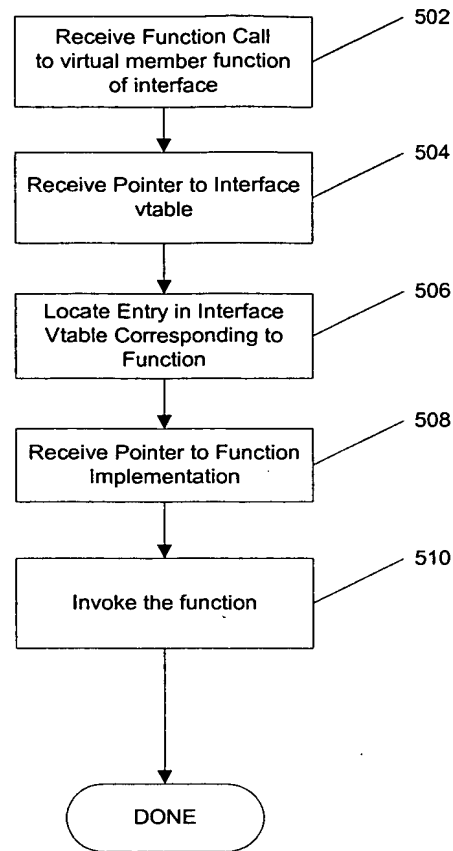 Receive Function Call
to virtual member function
of interface
502
Receive Pointer to Interface
vtable
504
Locate Entry in Interface
Vtable Corresponding to
Function
506
Receive Pointer to Function
Implementation
508
Invoke the function
510
DONE